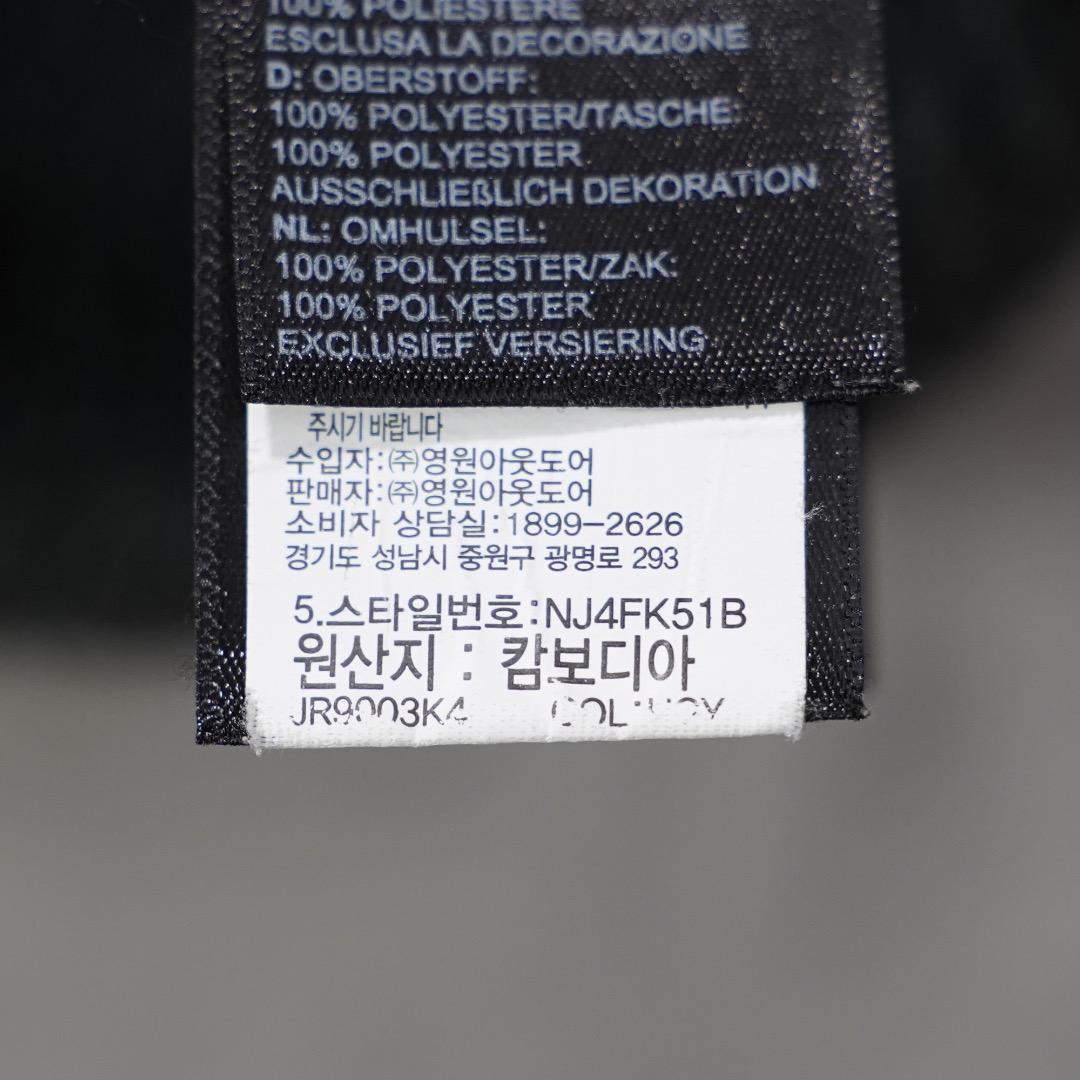 100% POLIESTERE
ESCLUSA LA DECORAZIONE
D: OBERSTOFF:
100% POLYESTER/TASCHE:
100% POLYESTER
AUSSCHLIEßLICH DEKORATION
NL: OMHULSEL:
100% POLYESTER/ZAK:
100% POLYESTER
EXCLUSIEF VERSIERING
주시기 바랍니다
수입자:㈜영원아웃도어
판매자:㈜영원아웃도어
소비자 상담실:1899-2626
경기도 성남시 중원구 광명로 293
5.스타일번호:NJ4FK51B
원산지 : 캄보디아
JR9003K4